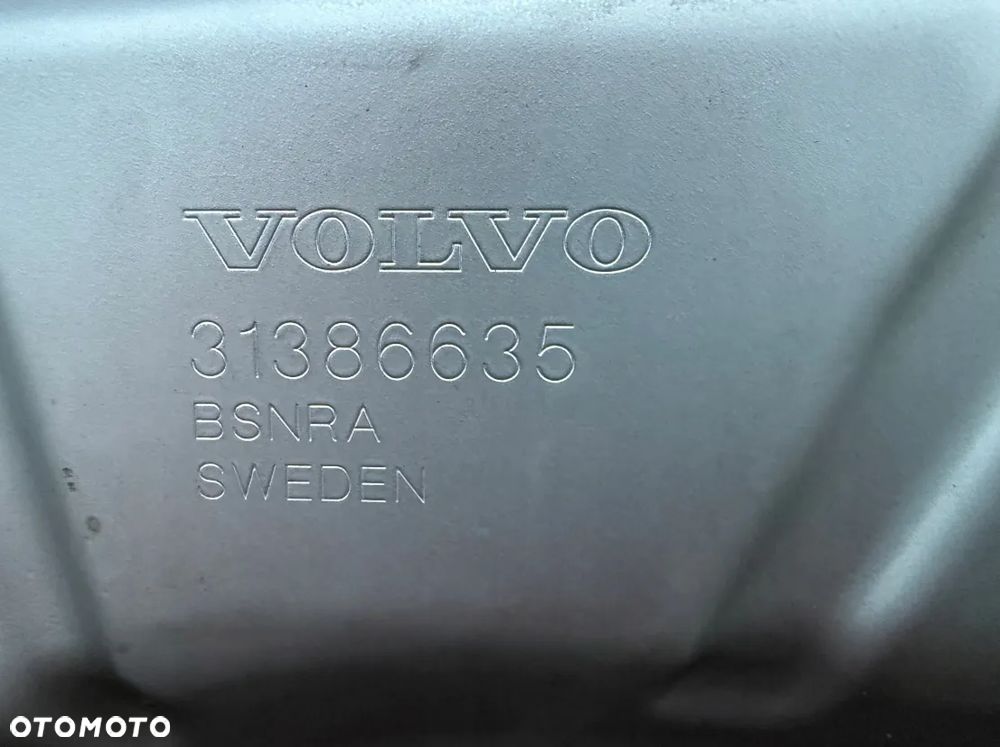 VOLVO
31386635
BSNRA
SWEDEN
OTOMOTO